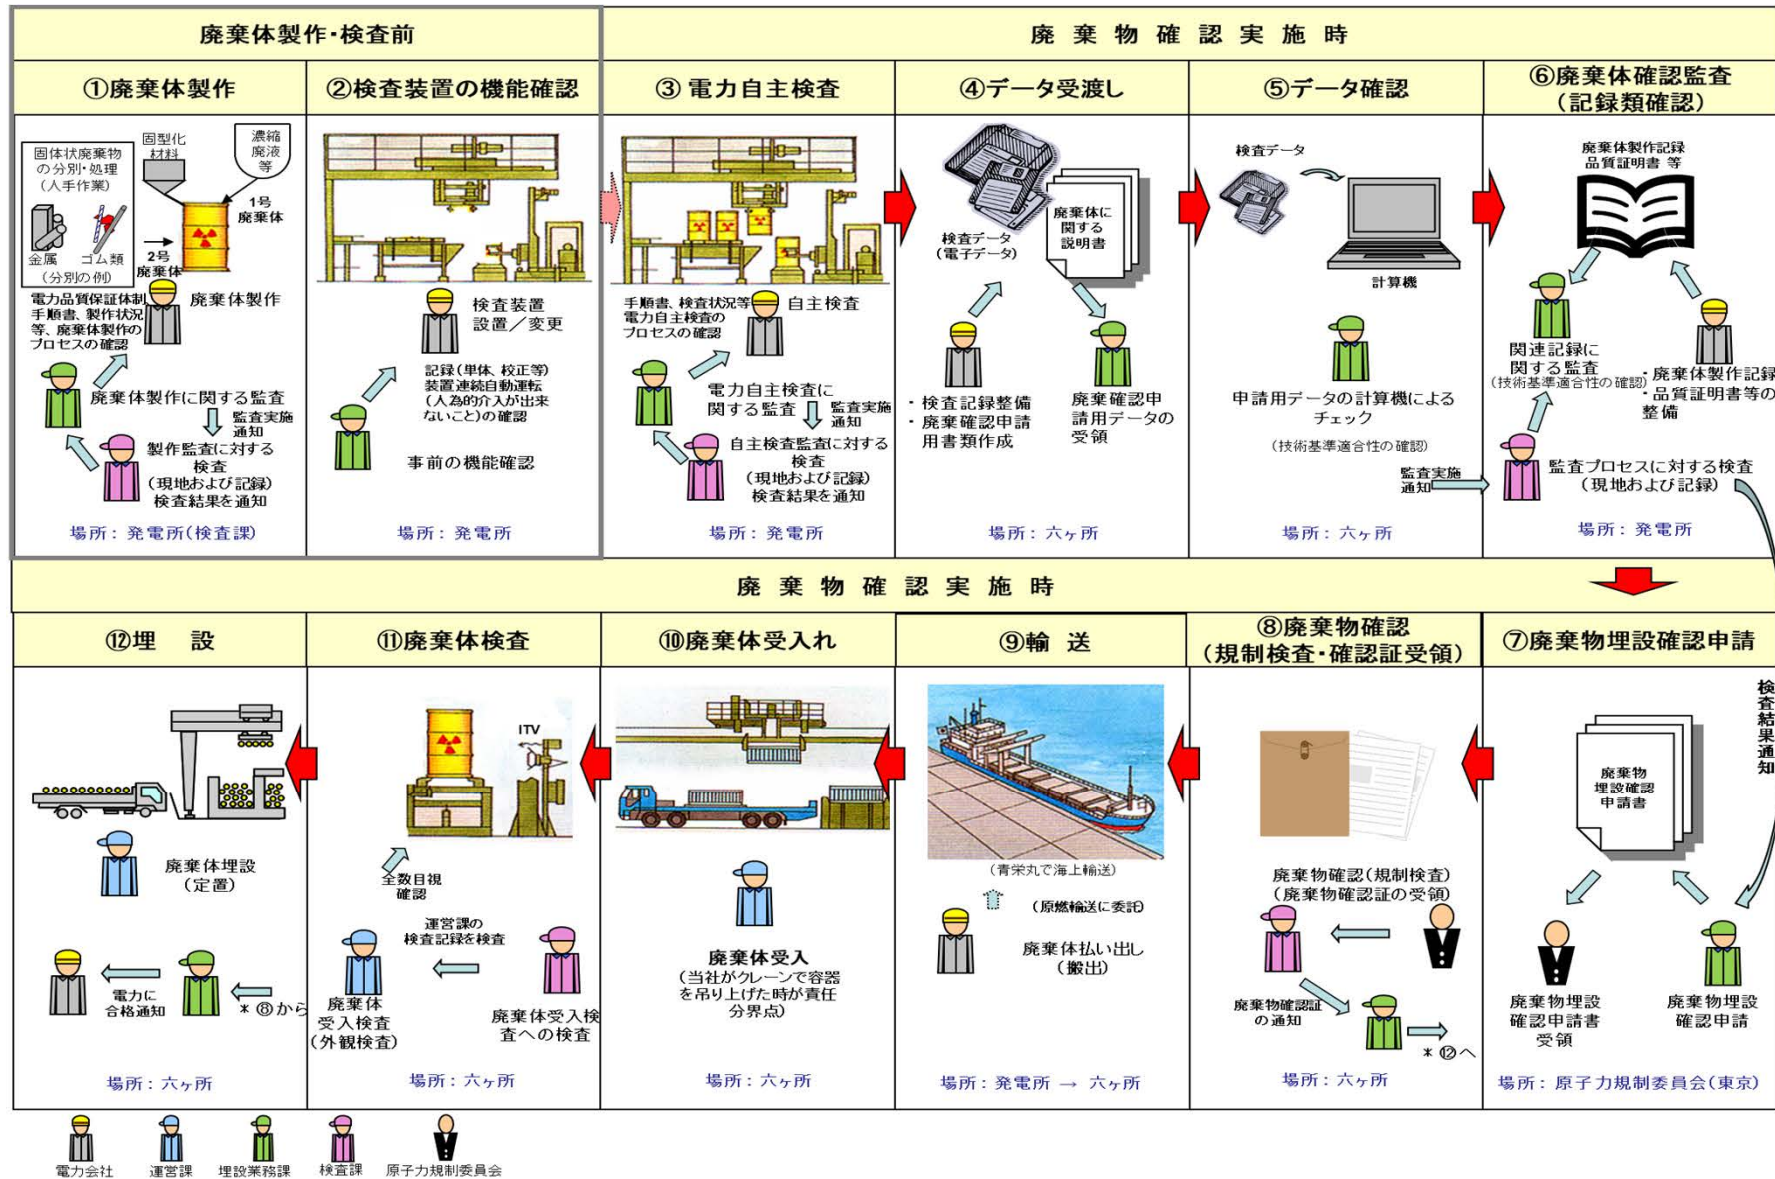 廃棄体製作・検査前
廃棄物確認実施時
①廃棄体製作
②検査装置の機能確認
③電力自主検査
④データ受渡し
⑤データ確認
⑥廃棄体確認監査
(記録類確認)
固体状廃棄物
の分別・処理
(人手作業)
金属
ゴム類
(分別の例)
固型化
材料
濃縮
廃液
等
1号
廃棄体
2号
廃棄体
電力品質保証体制、
手順書、製作状況
等、廃棄体製作の
プロセスの確認
廃棄体製作
廃棄体製作に関する監査
監査実施
通知
製作監査に対する
検査
(現地および記録)
検査結果を通知
場所：発電所(検査課)
検査装置
設置／変更
記録(単体、校正等)
装置連続自動運転
(人為的介入が出来
ないこと)の確認
事前の機能確認
場所：発電所
手順書、検査状況等
電力自主検査の
プロセスの確認
自主検査
電力自主検査に
関する監査
監査実施
通知
自主検査監査に対する
検査
(現地および記録)
検査結果を通知
場所：発電所
検査データ
(電子データ)
廃棄体に
関する
説明書
・検査記録整備
・廃棄確認申請
用書類作成
廃棄確認申
請用データの
受領
場所：六ヶ所
検査データ
計算機
申請用データの計算機による
チェック
(技術基準適合性の確認)
場所：六ヶ所
廃棄体製作記録
品質証明書 等
関連記録に
関する監査
(技術基準適合性の確認)
・廃棄体製作記録
・品質証明書等の
整備
監査実施
通知
監査プロセスに対する検査
(現地および記録)
場所：発電所
廃棄物確認実施時
⑫埋　設
⑪廃棄体検査
⑩廃棄体受入れ
⑨輸 送
⑧廃棄物確認
(規制検査・確認証受領)
⑦廃棄物埋設確認申請
廃棄体埋設
(定置)
電力に
合格通知
＊⑧から
場所：六ヶ所
ITV
全数目視
確認
運営課の
検査記録を検査
廃棄体
受入検査
(外観検査)
廃棄体受入検
査への検査
場所：六ヶ所
廃棄体受入
(当社がクレーンで容器
を吊り上げた時が責任
分界点)
場所：六ヶ所
(青栄丸で海上輸送)
(原燃輸送に委託)
廃棄体払い出し
(搬出)
場所：発電所 → 六ヶ所
廃棄物確認(規制検査)
(廃棄物確認証の受領)
廃棄物確認証
の通知
＊⑫へ
場所：六ヶ所
検査結果通知
廃棄物
埋設確認
申請書
廃棄物埋設
確認申請書
受領
廃棄物埋設
確認申請
場所：原子力規制委員会(東京)
電力会社
運営課
埋設業務課
検査課
原子力規制委員会